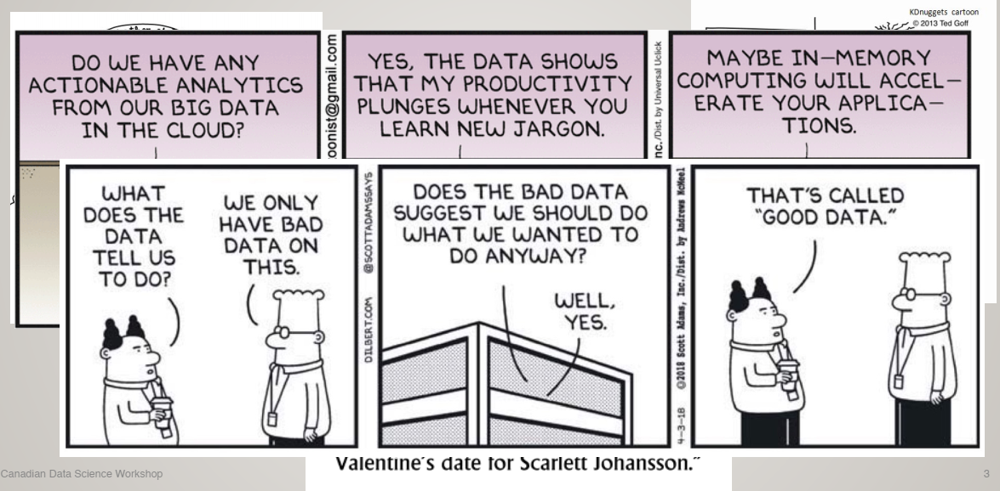 KDnuggets cartoon
© 2013 Ted Goff
DO WE HAVE ANY
ACTIONABLE ANALYTICS
FROM OUR BIG DATA
IN THE CLOUD?
oonist@gmail.com
YES, THE DATA SHOWS
THAT MY PRODUCTIVITY
PLUNGES WHENEVER YOU
LEARN NEW JARGON.
nc./Dist. by Universal Uclick
MAYBE IN-MEMORY
COMPUTING WILL ACCEL-
ERATE YOUR APPLICA-
TIONS.
WHAT
DOES THE
DATA
TELL US
TO DO?
WE ONLY
HAVE BAD
DATA ON
THIS.
DILBERT.COM @SCOTTADAMSSAYS
DOES THE BAD DATA
SUGGEST WE SHOULD DO
WHAT WE WANTED TO
DO ANYWAY?
WELL,
YES.
4-3-18 ©2018 Scott Adams, Inc./Dist. by Andrews McMeel
THAT'S CALLED
"GOOD DATA."
Valentine's date for Scarlett Johansson."
Canadian Data Science Workshop
3